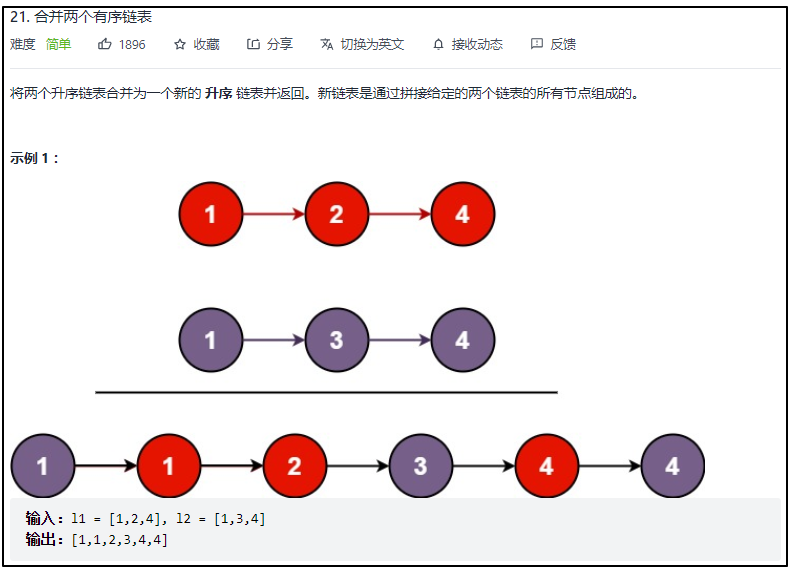 21. 合并两个有序链表
难度 简单 1896 收藏 分享 切换为英文 接收动态 反馈
将两个升序链表合并为一个新的 升序 链表并返回。新链表是通过拼接给定的两个链表的所有节点组成的。
示例 1：
1 2 4
1 3 4
1 1 2 3 4 4
输入：l1 = [1,2,4], l2 = [1,3,4]
输出：[1,1,2,3,4,4]